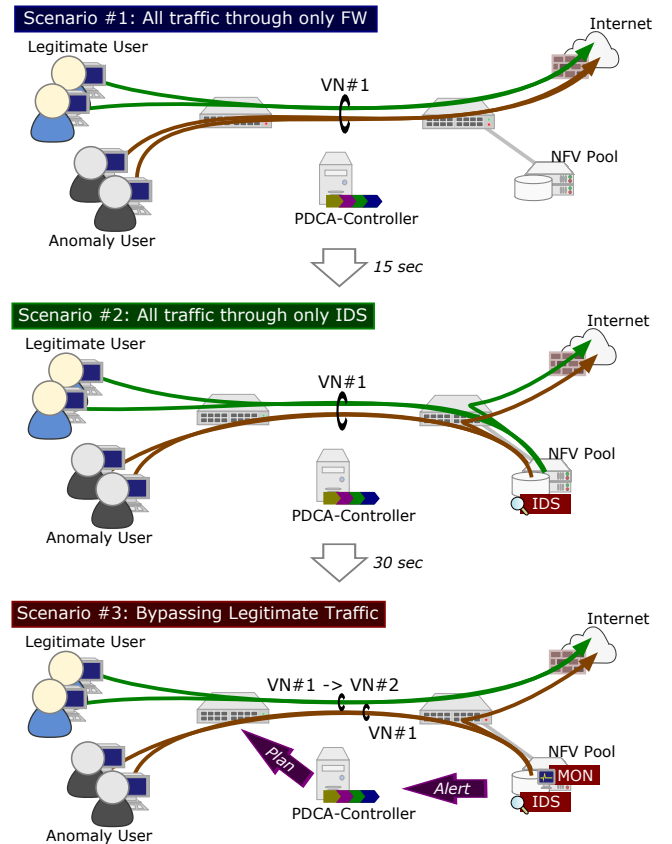 Scenario #1: All traffic through only FW
Legitimate User
Internet
VN#1
NFV Pool
PDCA-Controller
Anomaly User
15 sec
Scenario #2: All traffic through only IDS
Internet
Legitimate User
VN#1
NFV Pool
IDS
PDCA-Controller
Anomaly User
30 sec
Scenario #3: Bypassing Legitimate Traffic
Internet
Legitimate User
VN#1 -> VN#2
VN#1
NFV Pool
MON
Plan
Alert
IDS
PDCA-Controller
Anomaly User